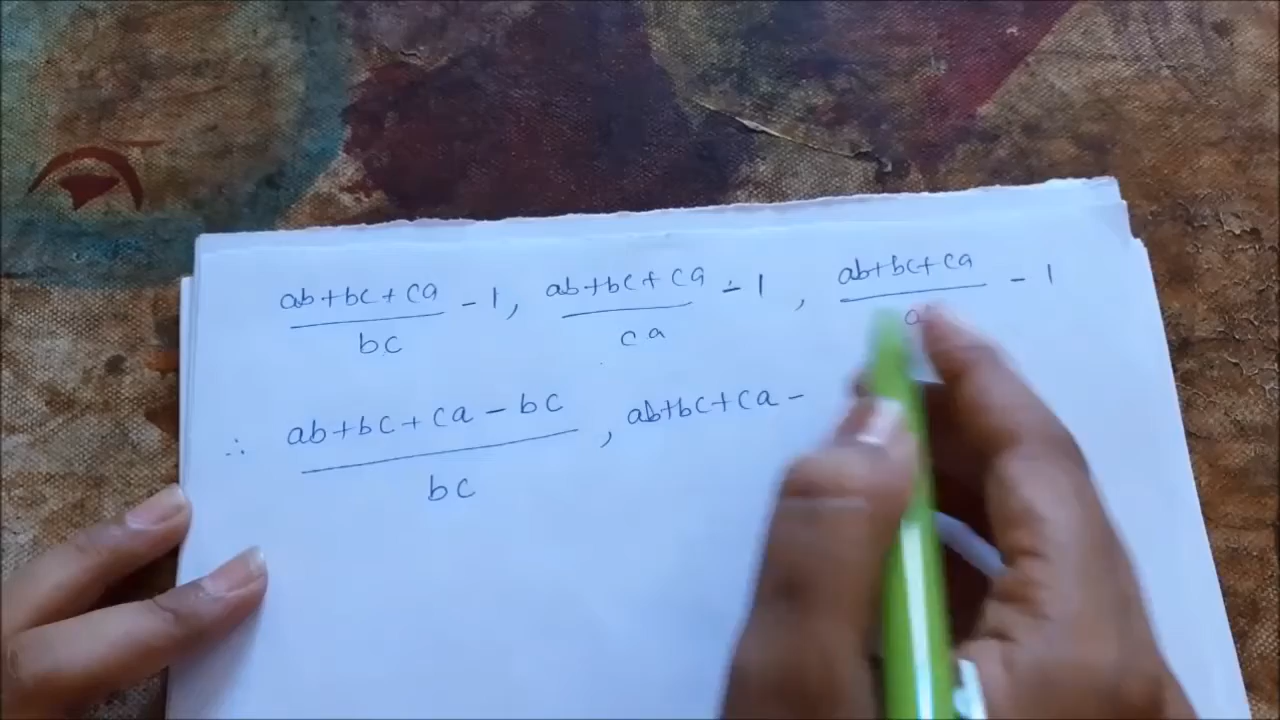 ab+bc+ca/bc - 1, ab+bc+ca/ca - 1, ab+bc+ca/a - 1
∴ ab+bc+ca-bc/bc, ab+bc+ca-